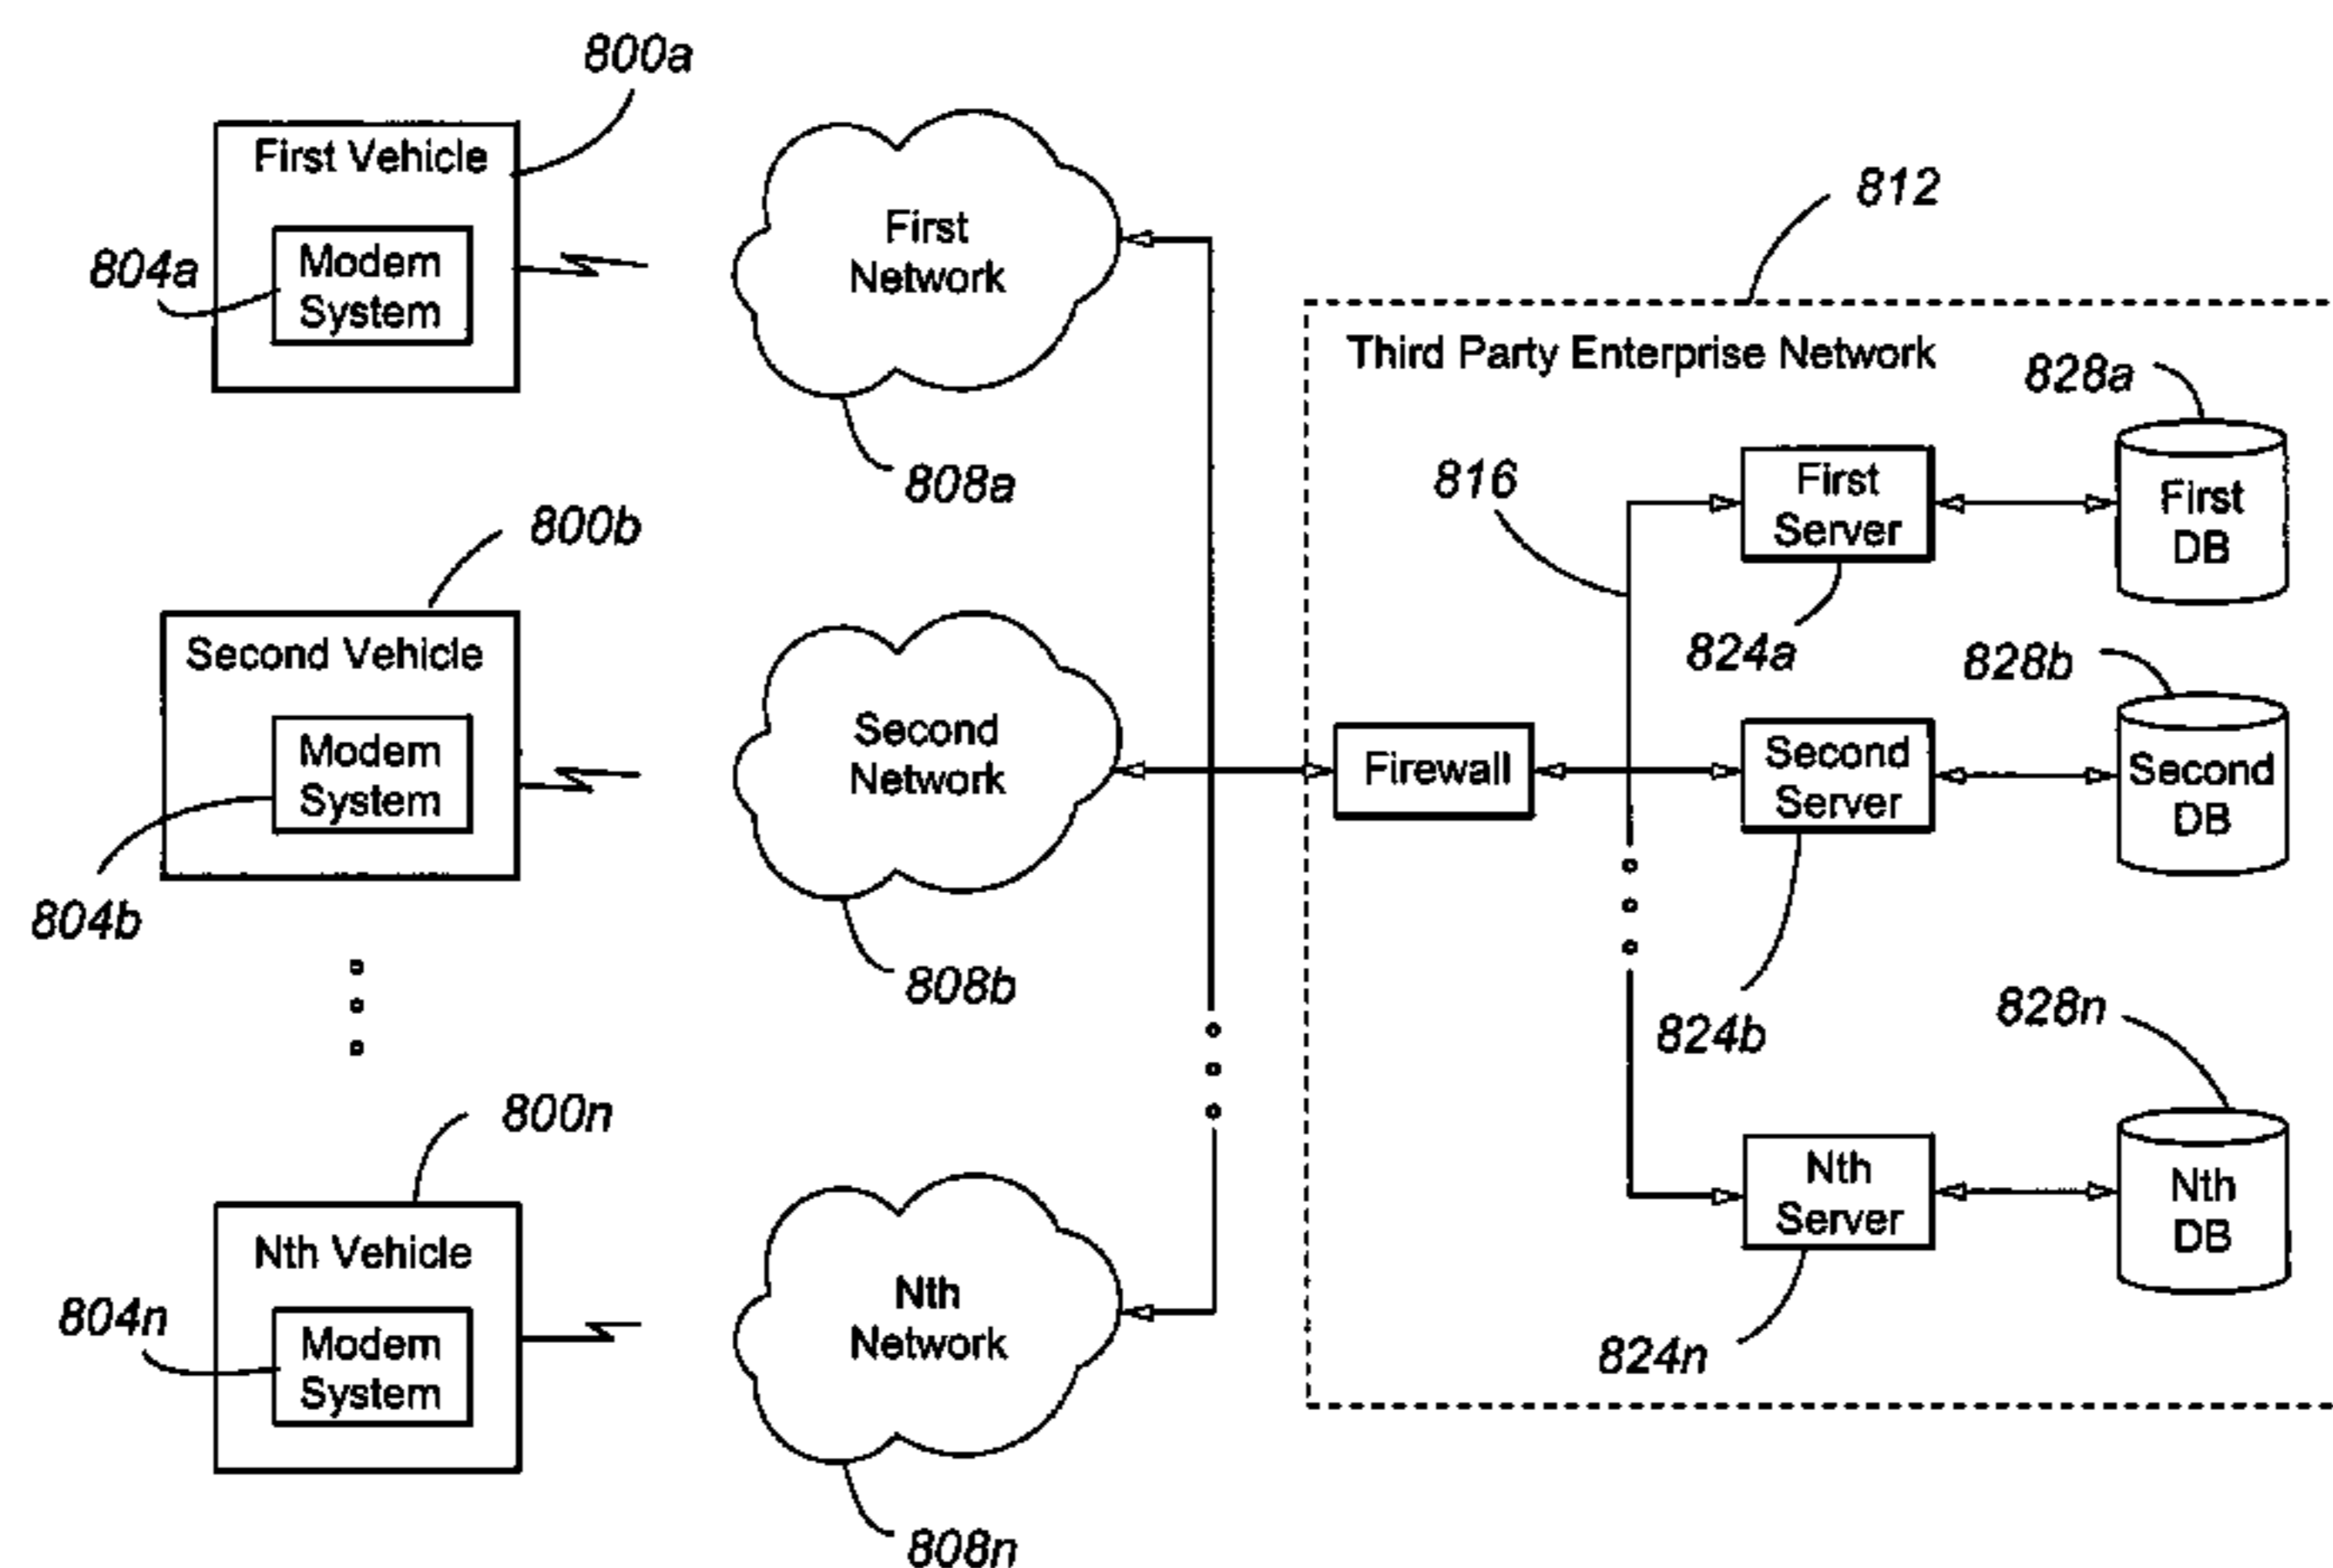 800a
First Vehicle
804a
Modem
System
First
Network
808a
812
Third Party Enterprise Network
828a
816
First
Server
First
DB
824a
800b
Second Vehicle
Modem
System
804b
Second
Network
808b
Firewall
828b
Second
Server
Second
DB
824b
828n
800n
Nth Vehicle
804n
Modem
System
Nth
Network
808n
Nth
Server
Nth
DB
824n